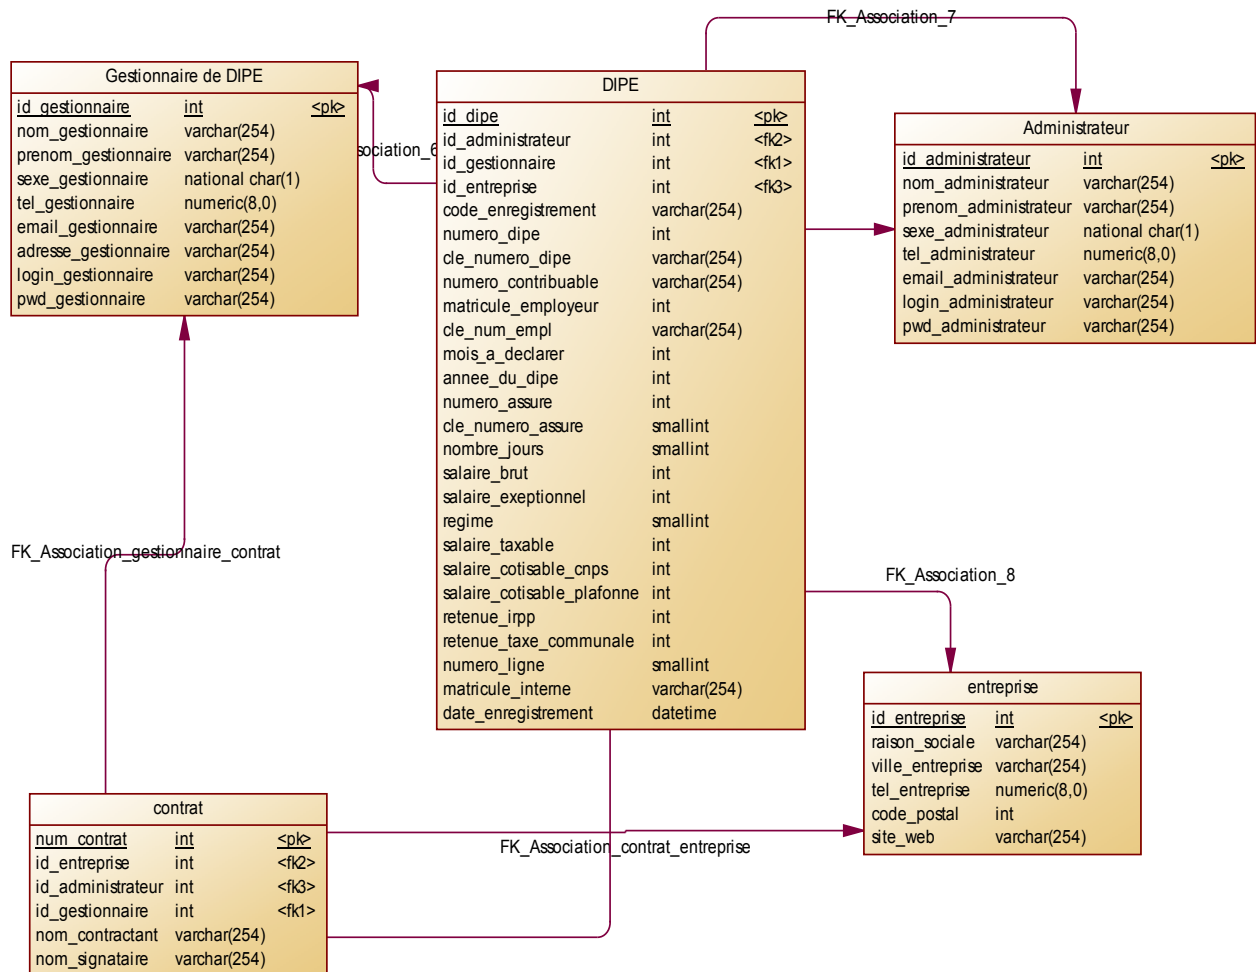 FK_Association_7
Gestionnaire de DIPE
id_gestionnaire int <pk>
nom_gestionnaire varchar(254)
prenom_gestionnaire varchar(254)
sexe_gestionnaire national char(1)
tel_gestionnaire numeric(8,0)
email_gestionnaire varchar(254)
adresse_gestionnaire varchar(254)
login_gestionnaire varchar(254)
pwd_gestionnaire varchar(254)
sociation_6
DIPE
id_dipe int <pk>
id_administrateur int <fk2>
id_gestionnaire int <fk1>
id_entreprise int <fk3>
code_enregistrement varchar(254)
numero_dipe int
cle_numero_dipe varchar(254)
numero_contribuable varchar(254)
matricule_employeur int
cle_num_empl varchar(254)
mois_a_declarer int
annee_du_dipe int
numero_assure int
cle_numero_assure smallint
nombre_jours smallint
salaire_brut int
salaire_exeptionnel int
regime smallint
salaire_taxable int
salaire_cotisable_cnps int
salaire_cotisable_plafonne int
retenue_irpp int
retenue_taxe_communale int
numero_ligne smallint
matricule_interne varchar(254)
date_enregistrement datetime
Administrateur
id_administrateur int <pk>
nom_administrateur varchar(254)
prenom_administrateur varchar(254)
sexe_administrateur national char(1)
tel_administrateur numeric(8,0)
email_administrateur varchar(254)
login_administrateur varchar(254)
pwd_administrateur varchar(254)
FK_Association_gestionnaire_contrat
FK_Association_8
entreprise
id_entreprise int <pk>
raison_sociale varchar(254)
ville_entreprise varchar(254)
tel_entreprise numeric(8,0)
code_postal int
site_web varchar(254)
contrat
num_contrat int <pk>
id_entreprise int <fk2>
id_administrateur int <fk3>
id_gestionnaire int <fk1>
nom_contractant varchar(254)
nom_signataire varchar(254)
FK_Association_contrat_entreprise